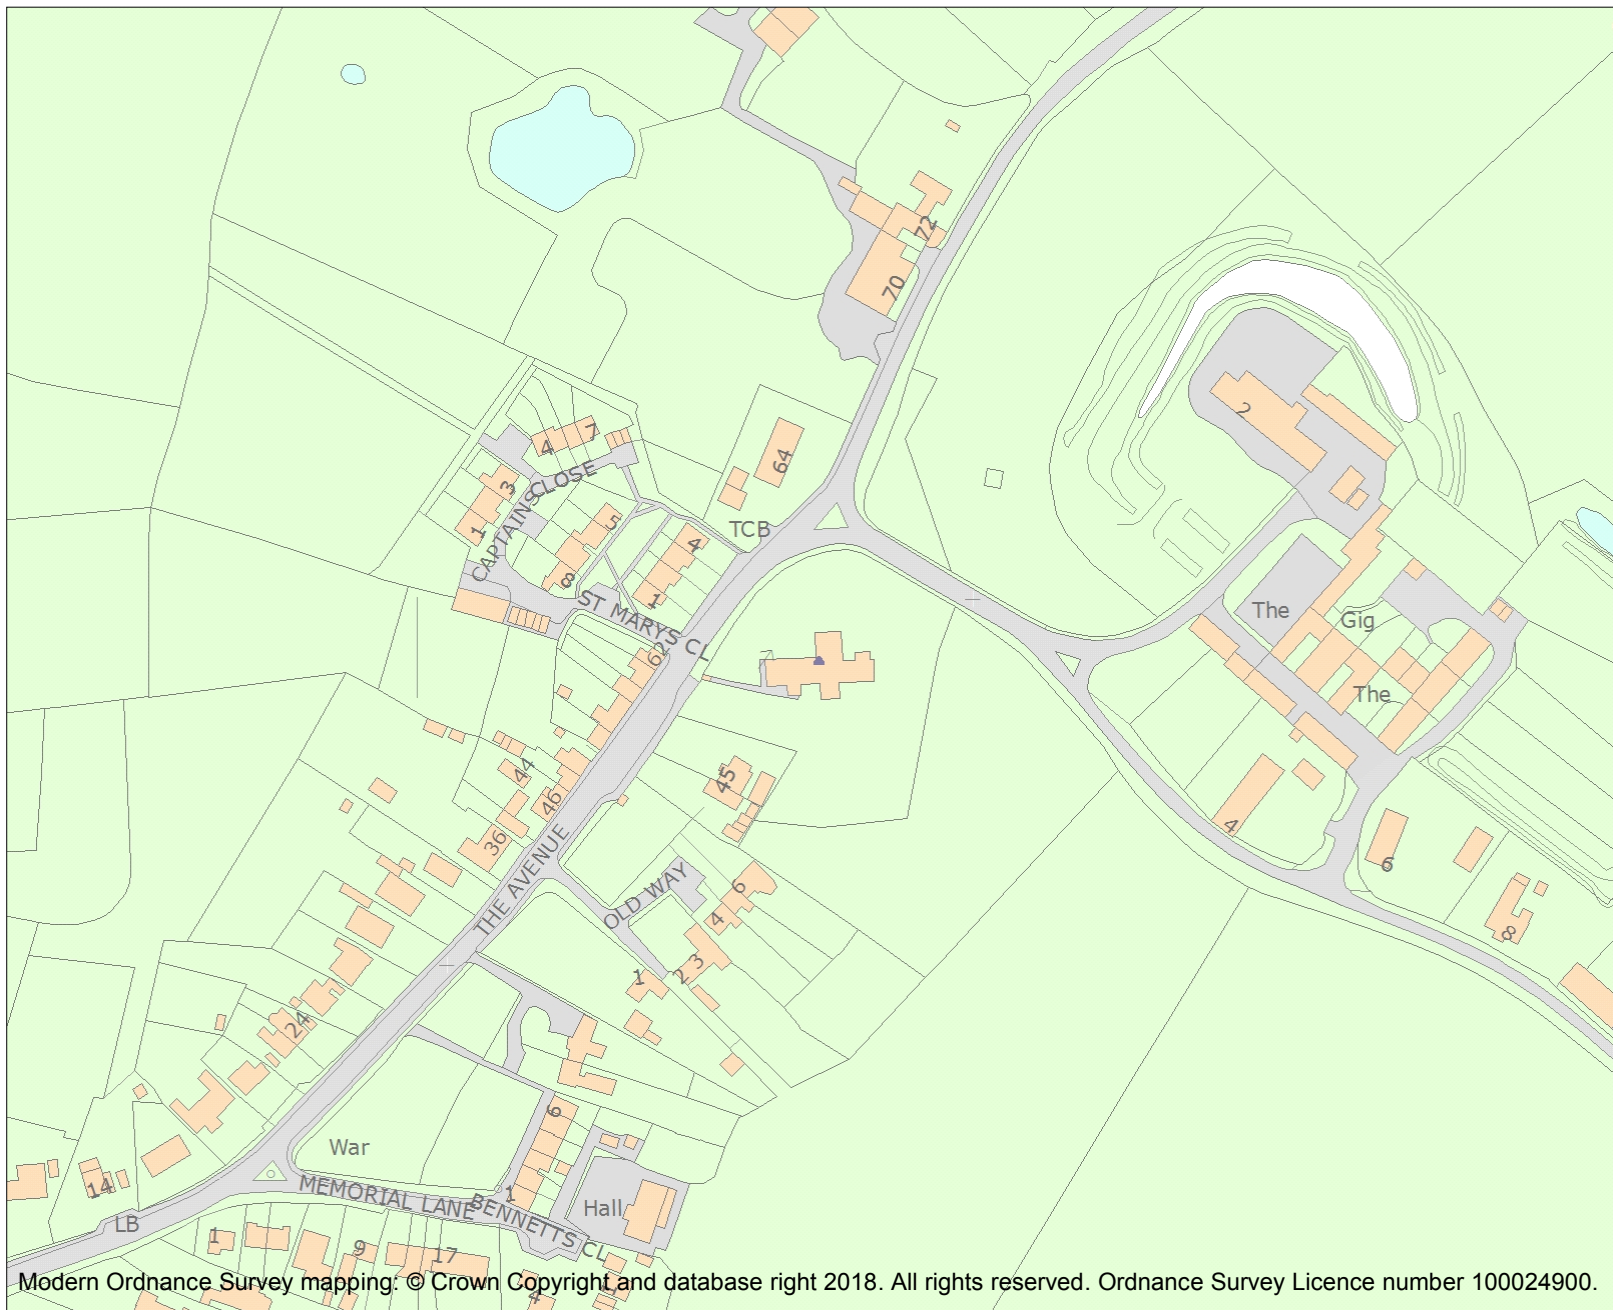 72
70
2
7
4
CLOSE
64
3
1
CAPTAINS
5
TCB
4
8
1
ST MARYS CL
The
Gig
62
The
44
45
46
36
4
6
THE AVENUE
OLD WAY
6
4
8
2 3
1
24
6
War
14
MEMORIAL LANE
1
BENNETTS CL
Hall
LB
1
9
17
4
Modern Ordnance Survey mapping: © Crown Copyright and database right 2018. All rights reserved. Ordnance Survey Licence number 100024900.